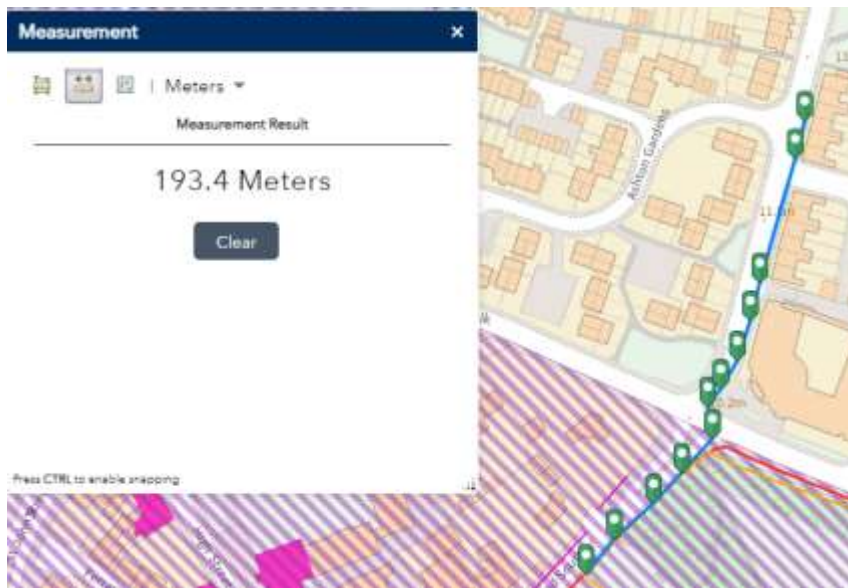 Measurement
Meters
Measurement Result
193.4 Meters
Clear
Press CTRL to enable snapping
Ashton Gardens